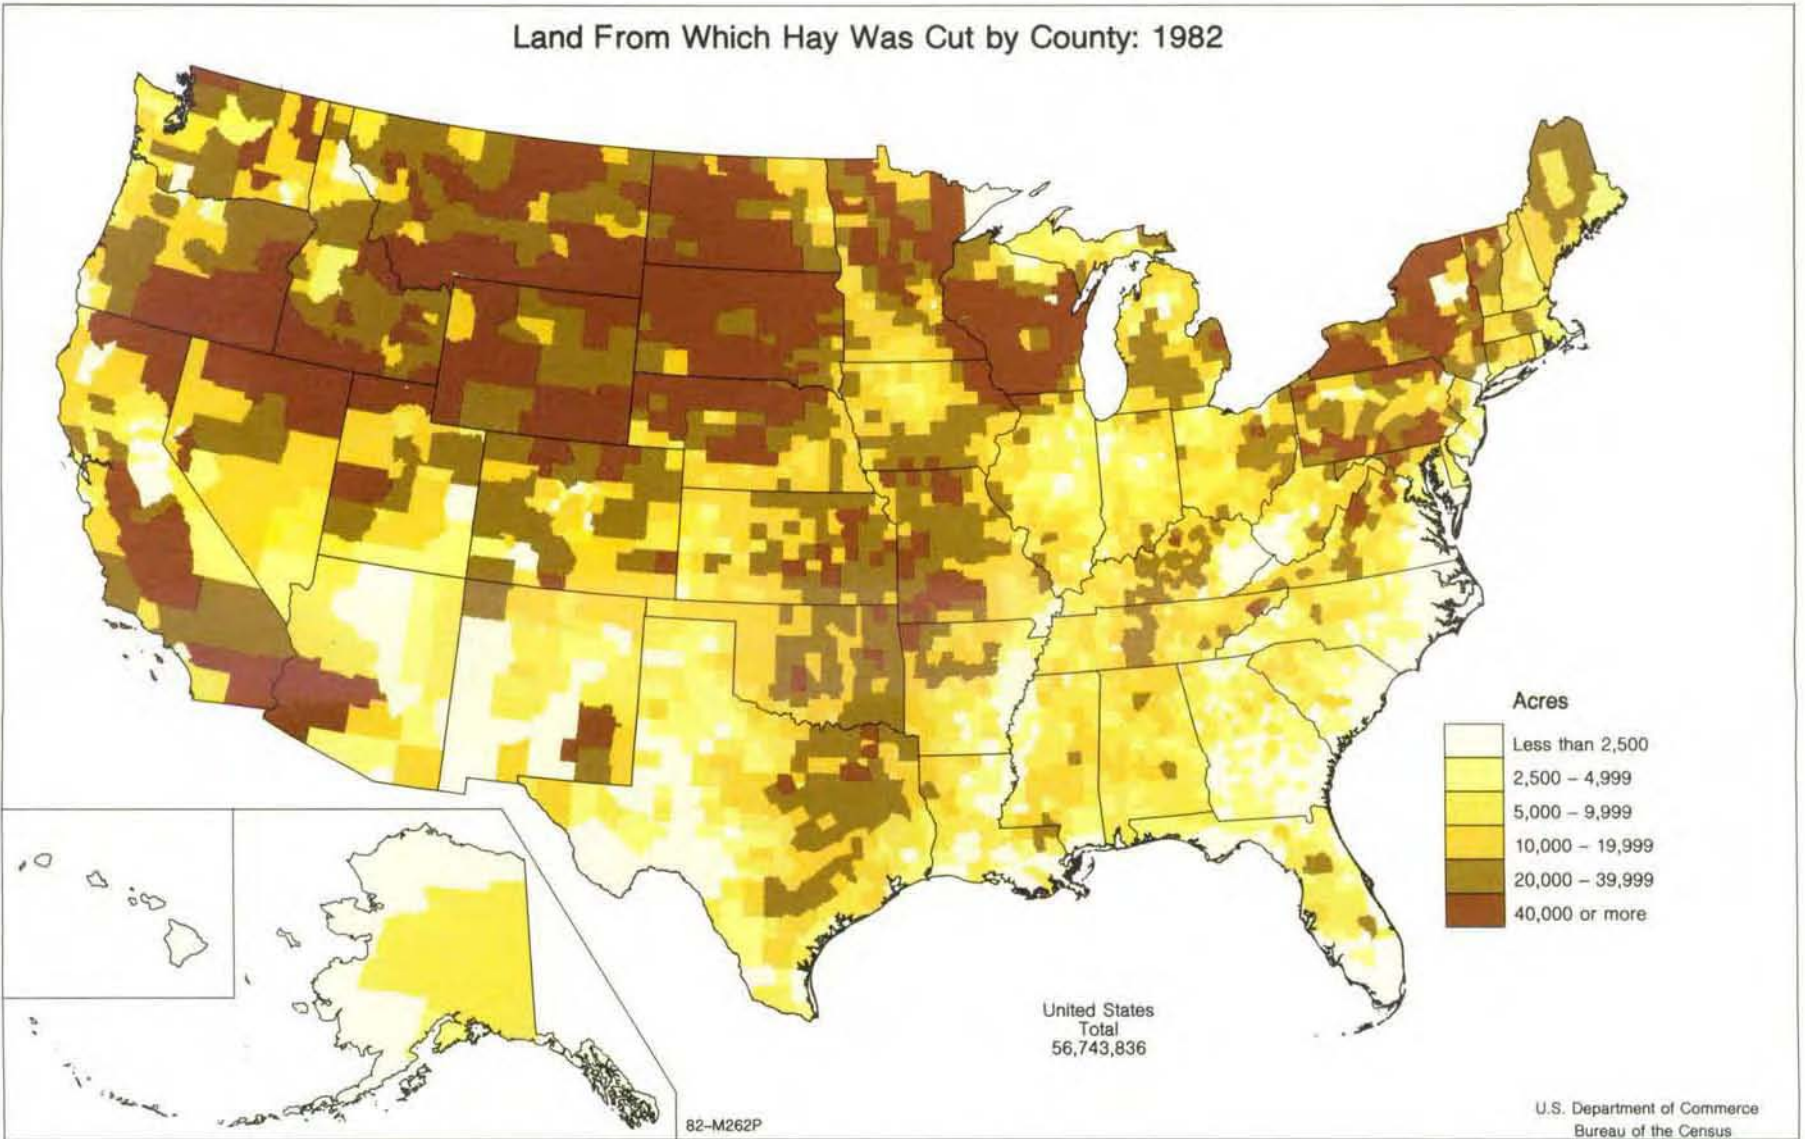 Land From Which Hay Was Cut by County: 1982
Acres
Less than 2,500
2,500 – 4,999
5,000 – 9,999
10,000 – 19,999
20,000 – 39,999
40,000 or more
United States
Total
56,743,836
82–M262P
U.S. Department of Commerce
Bureau of the Census